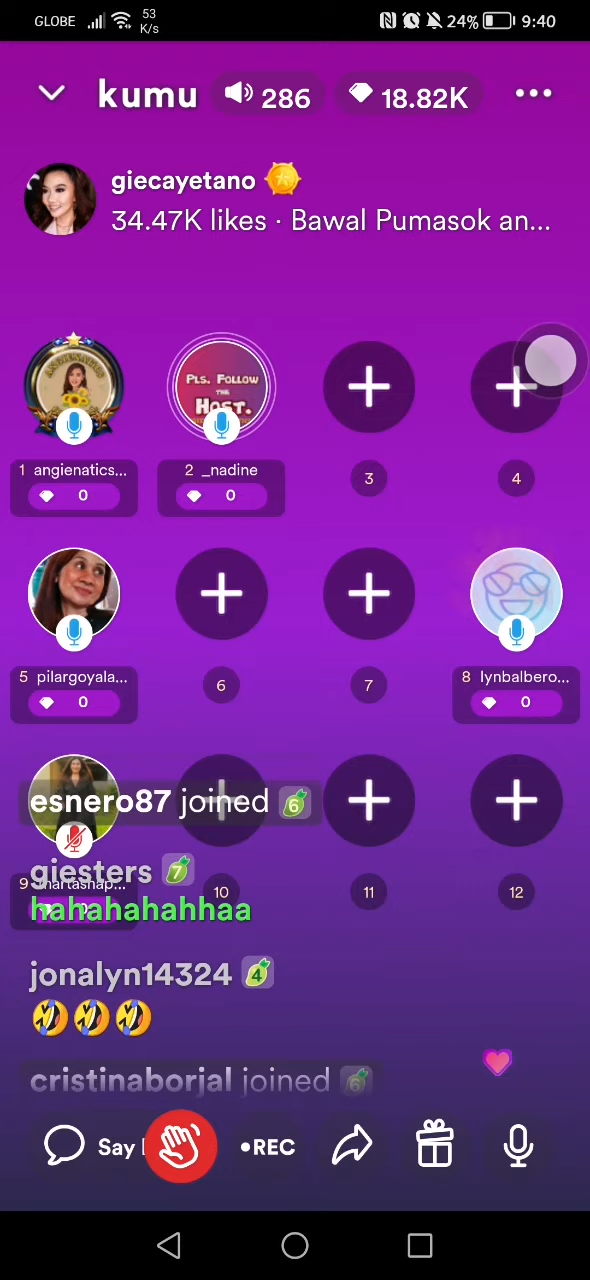 GLOBE 53 K/s 24% 9:40
kumu 286 18.82K •••
giecayetano
34.47K likes · Bawal Pumasok an...
ANGIENATICS
PLS. FOLLOW
THE
HOST.
1 angienatics...
0
2 _nadine
0
3
4
5 pilargoyala...
0
6
7
8 lynbalbero...
0
esnero87 joined 6
giesters 7
9
10
11
12
hahahahahhaa
jonalyn14324 4
🤣🤣🤣
cristinaborjal joined 6
Say
•REC